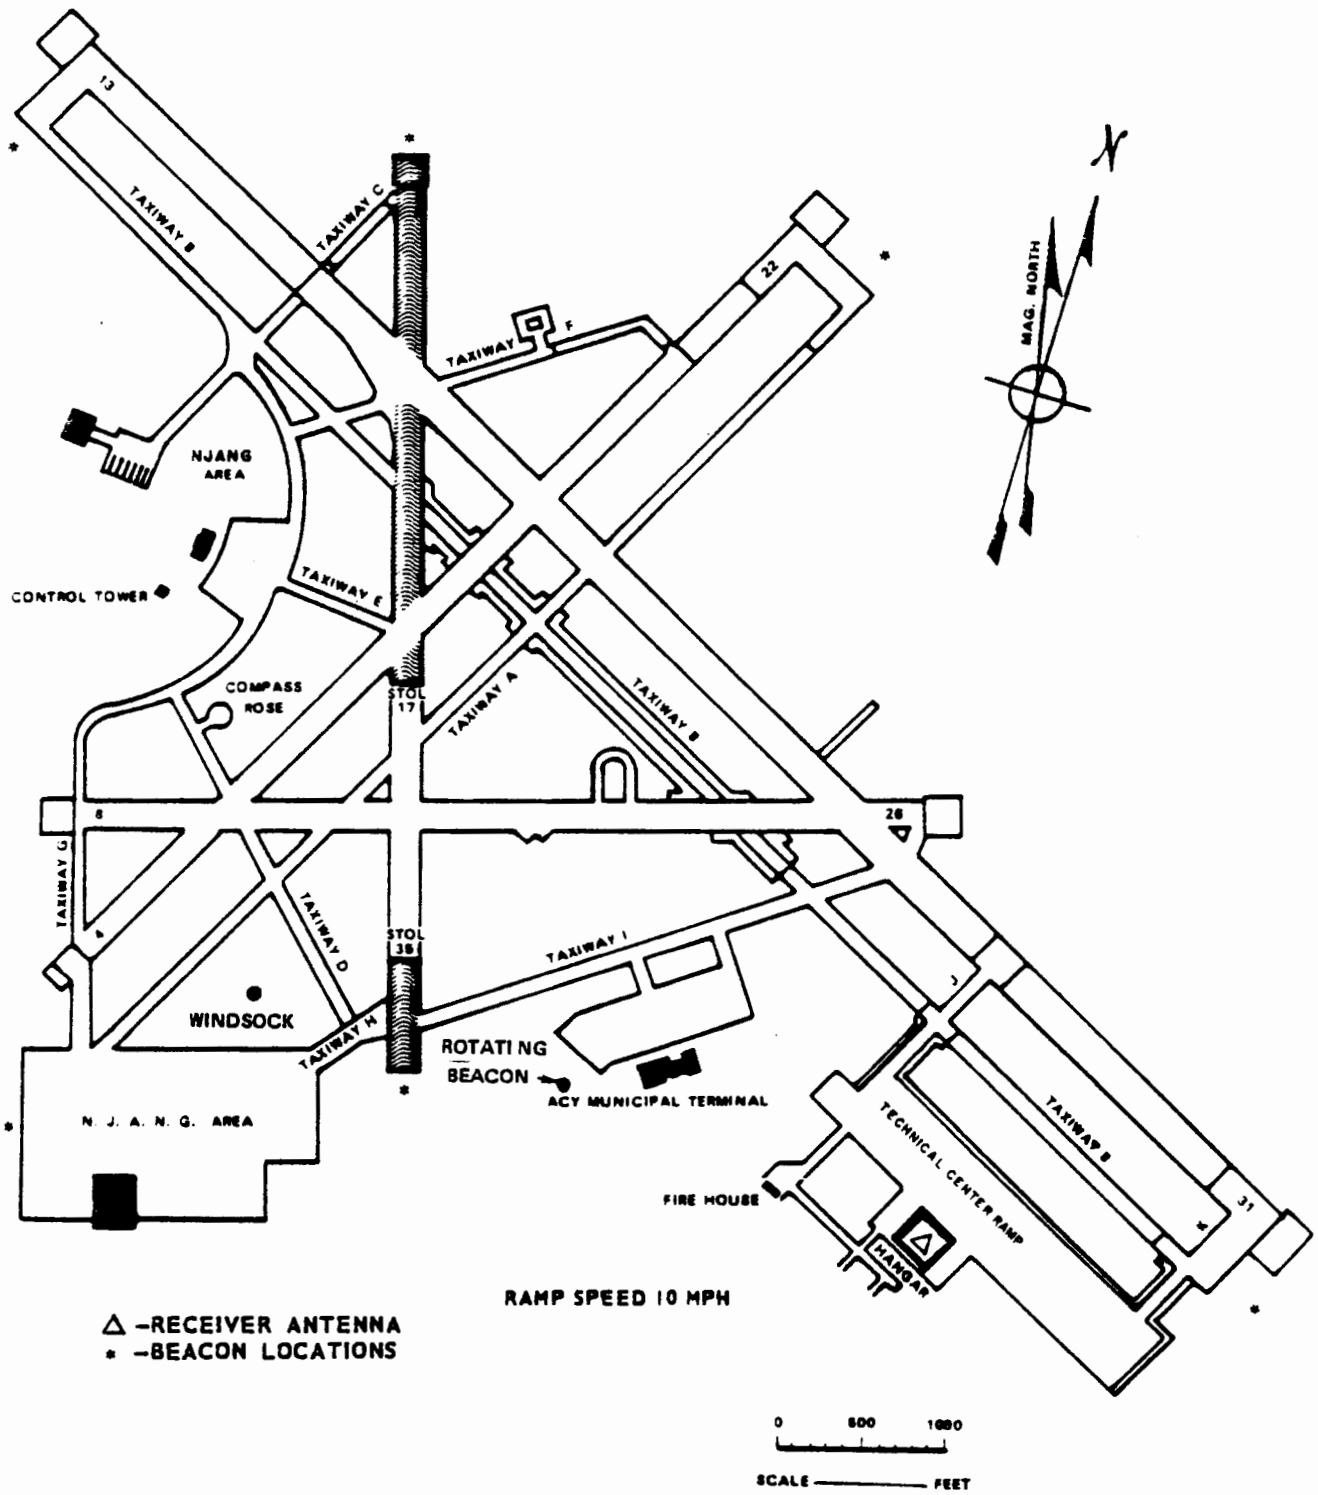 13
N
TAXIWAY C
TAXIWAY B
22
MAG. NORTH
TAXIWAY F
NJANG
AREA
TAXIWAY E
CONTROL TOWER
COMPASS
ROSE
STOL
17
TAXIWAY A
TAXIWAY B
8
26
TAXIWAY G
4
TAXIWAY D
STOL
35
TAXIWAY I
J
WINDSOCK
TAXIWAY H
ROTATING
BEACON
ACY MUNICIPAL TERMINAL
N. J. A. N. G. AREA
TECHNICAL CENTER RAMP
TAXIWAY B
FIRE HOUSE
K
31
HANGAR
RAMP SPEED 10 MPH
△ -RECEIVER ANTENNA
* -BEACON LOCATIONS
0 500 1000
SCALE FEET